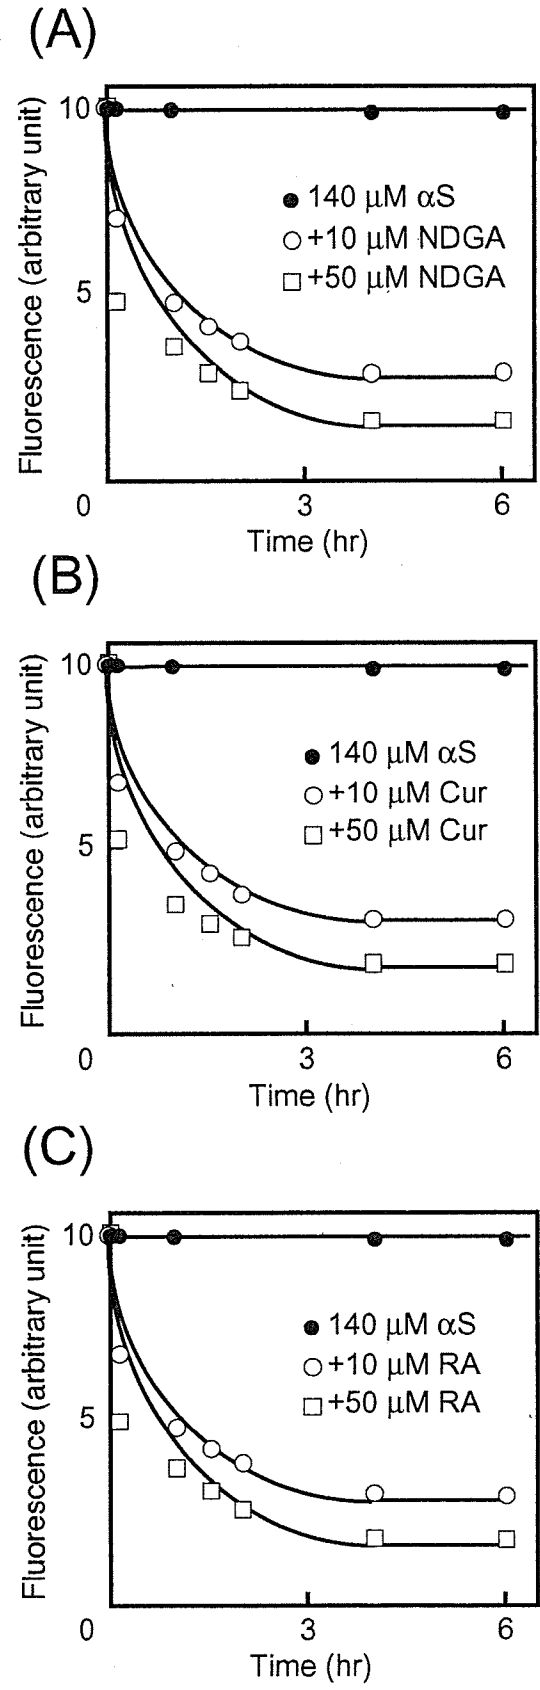 (A)
Fluorescence (arbitrary unit)
10
5
0
140 μM αS
+10 μM NDGA
+50 μM NDGA
3
6
Time (hr)
(B)
Fluorescence (arbitrary unit)
10
5
0
140 μM αS
+10 μM Cur
+50 μM Cur
3
6
Time (hr)
(C)
Fluorescence (arbitrary unit)
10
5
0
140 μM αS
+10 μM RA
+50 μM RA
3
6
Time (hr)